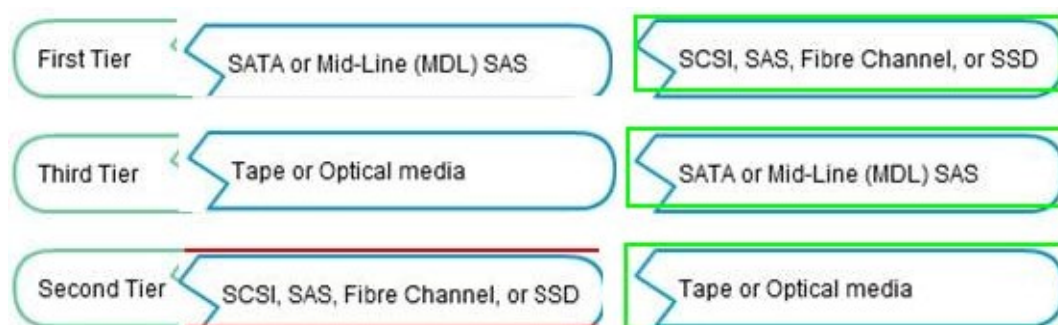 First Tier SATA or Mid-Line (MDL) SAS SCSI, SAS, Fibre Channel, or SSD
Third Tier Tape or Optical media SATA or Mid-Line (MDL) SAS
Second Tier SCSI, SAS, Fibre Channel, or SSD Tape or Optical media